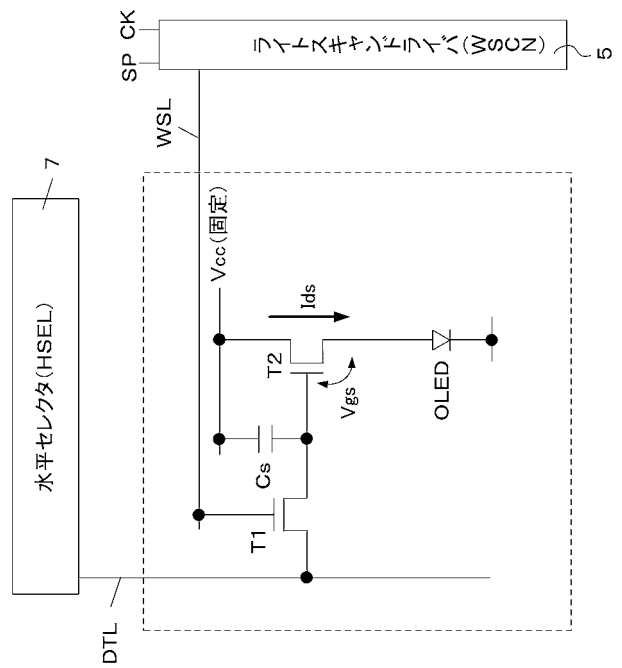 水平セレクタ(HSEL)
7
DTL
WSL
SP
CK
ライトスキャンドライバ(WSCN)
5
Vcc(固定)
Ids
T2
Vgs
Cs
T1
OLED